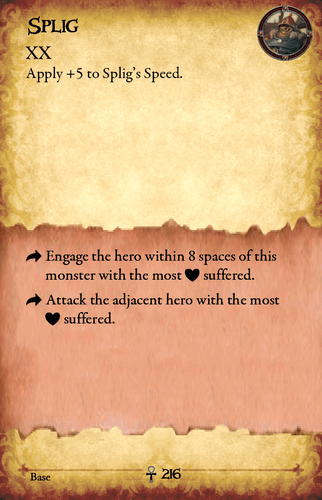 Splig
XX
Apply +5 to Splig's Speed.
Engage the hero within 8 spaces of this
monster with the most ♥ suffered.
Attack the adjacent hero with the most
♥ suffered.
Base
216